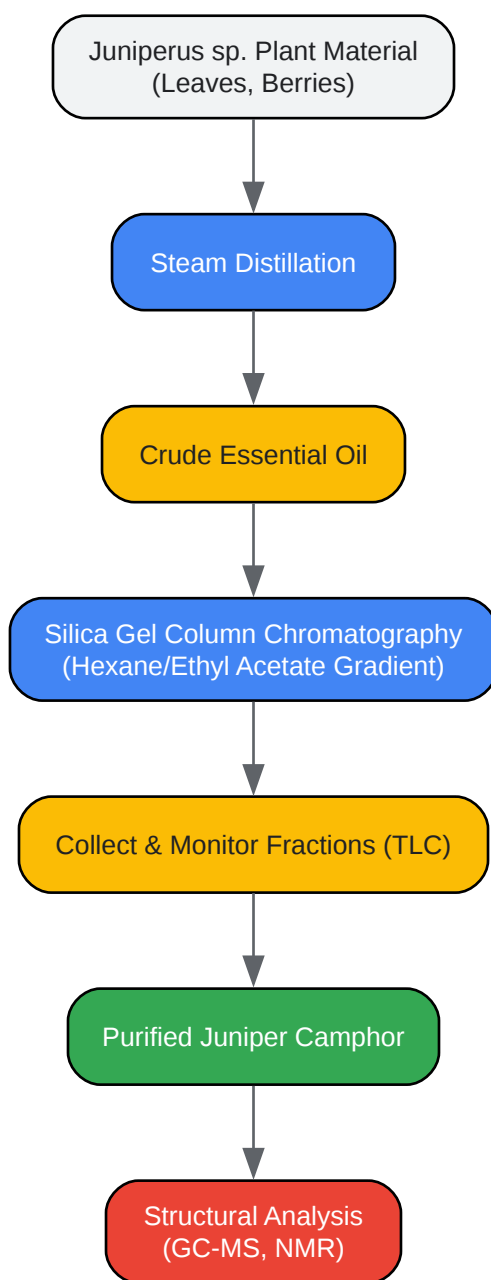 Juniperus sp. Plant Material
(Leaves, Berries)
Steam Distillation
Crude Essential Oil
Silica Gel Column Chromatography
(Hexane/Ethyl Acetate Gradient)
Collect & Monitor Fractions (TLC)
Purified Juniper Camphor
Structural Analysis
(GC-MS, NMR)